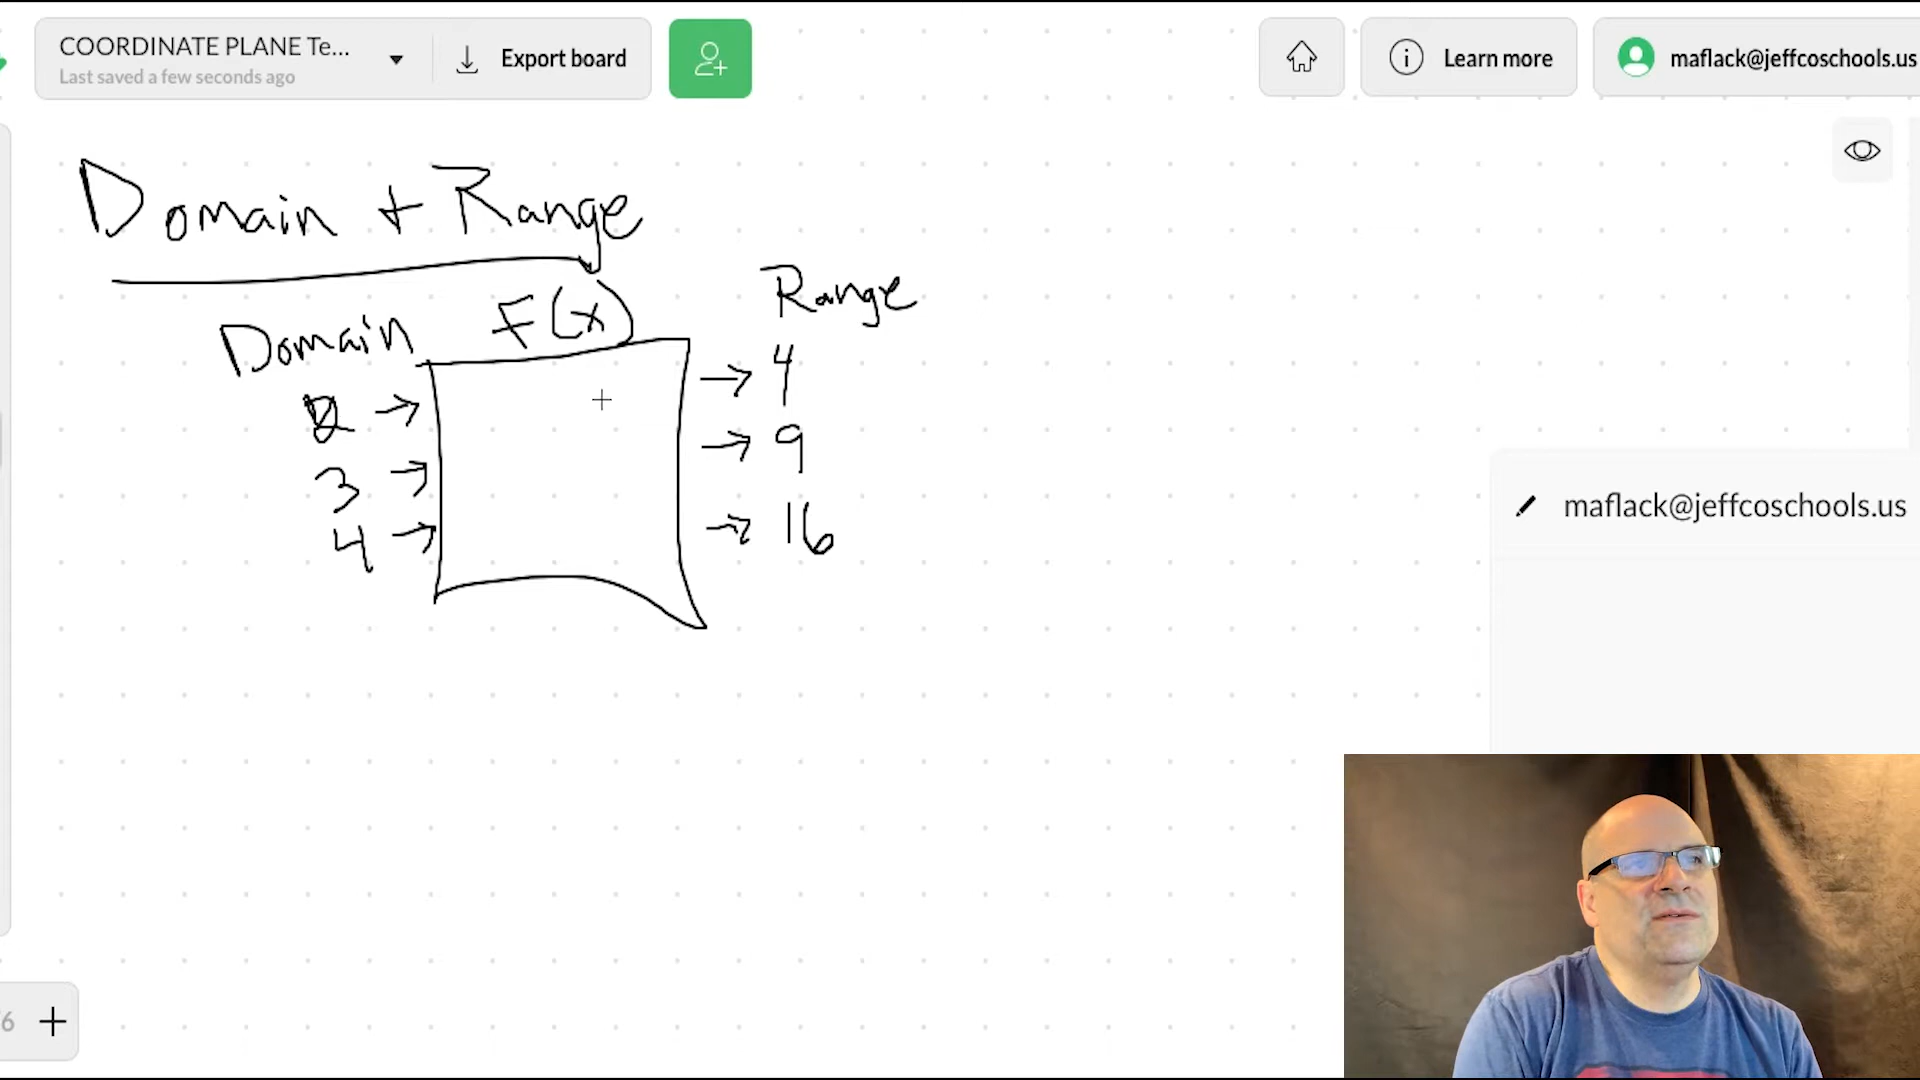 COORDINATE PLANE Te...
Last saved a few seconds ago
Export board
Learn more
maflack@jeffcoschools.us
Domain + Range
Domain F(x) Range
2 → → 4
3 → → 9
4 → → 16
maflack@jeffcoschools.us
6 +